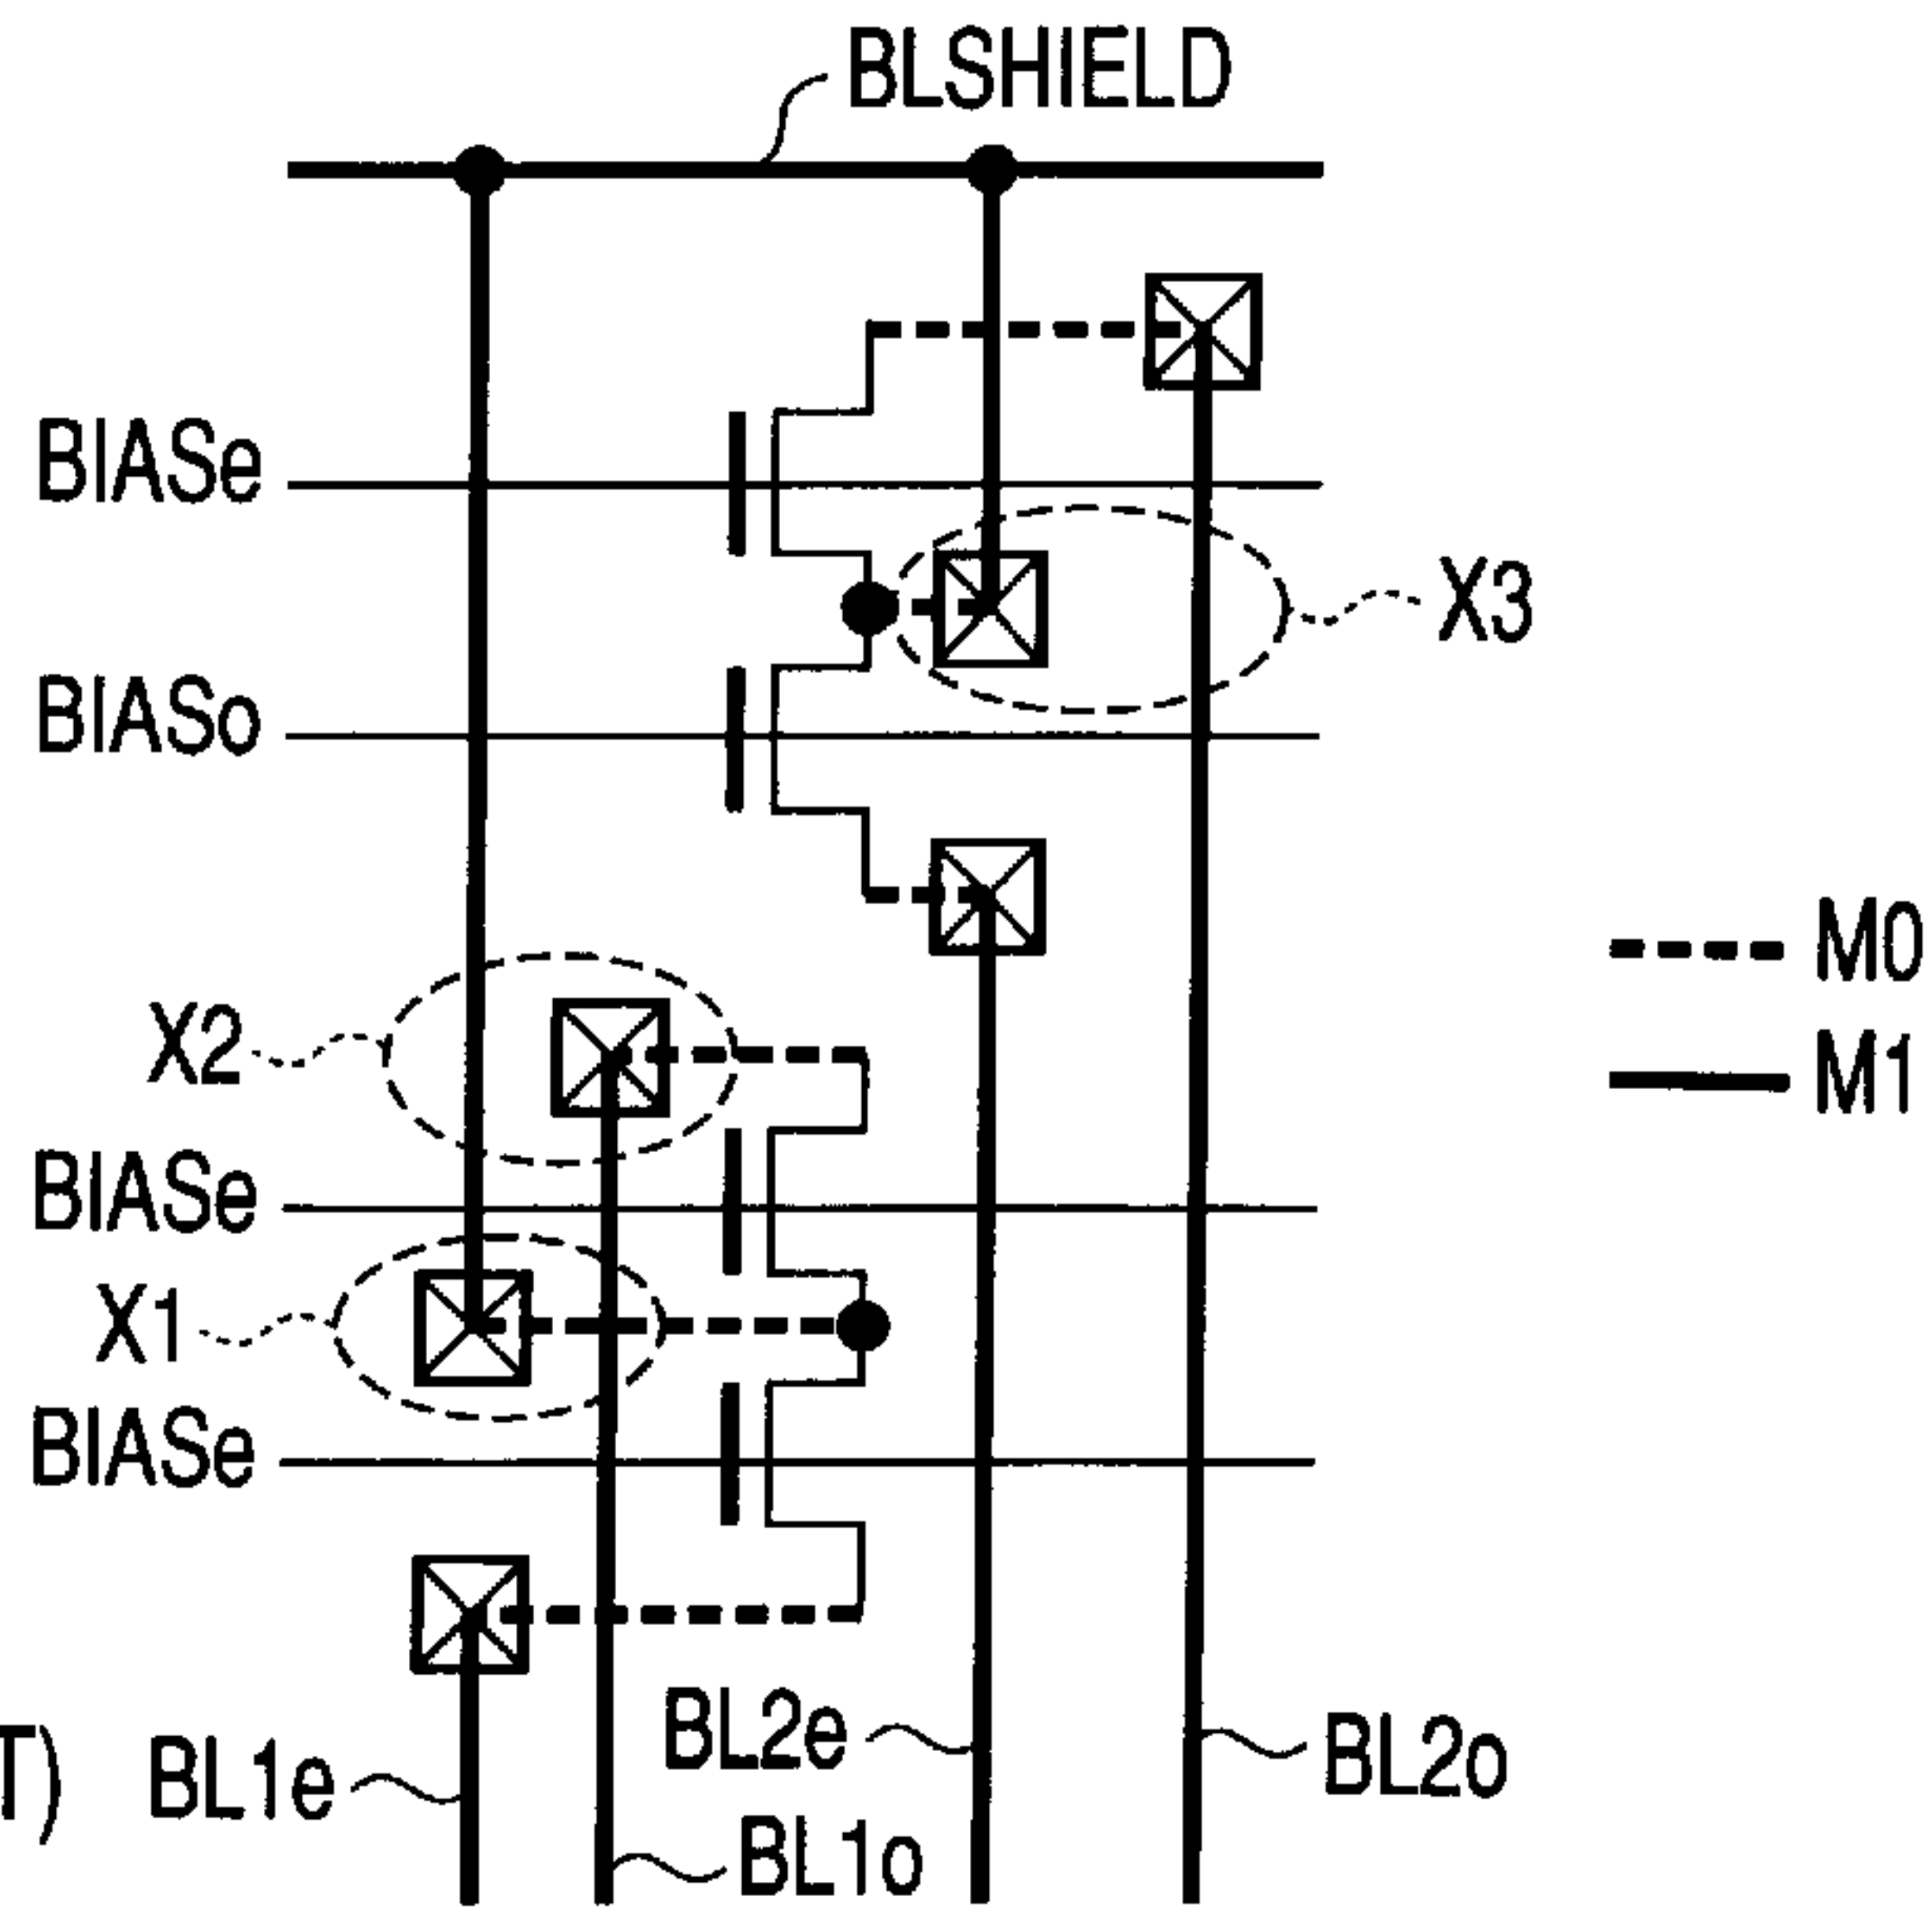 BLSHIELD
BIASe
X3
BIASo
M0
X2
M1
BIASe
X1
BIASe
T)
BL1e
BL2e
BL2o
BL1o